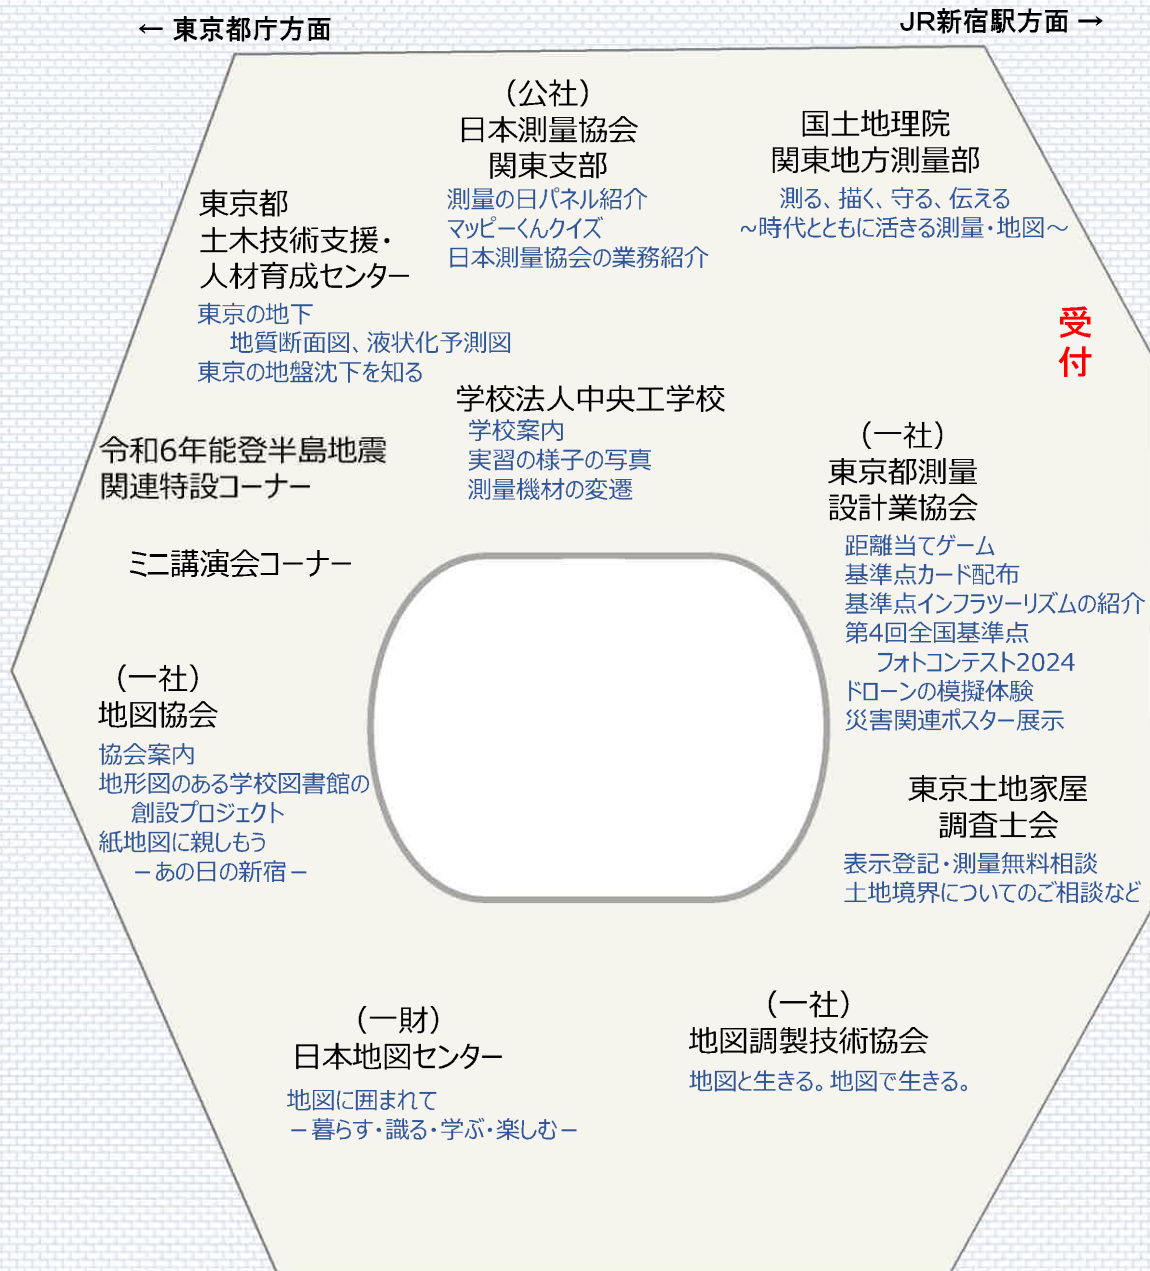 ← 東京都庁方面
JR新宿駅方面 →
（公社）
日本測量協会
関東支部
測量の日パネル紹介
マッピーくんクイズ
日本測量協会の業務紹介
国土地理院
関東地方測量部
測る、描く、守る、伝える
～時代とともに活きる測量・地図～
東京都
土木技術支援・
人材育成センター
東京の地下
地質断面図、液状化予測図
東京の地盤沈下を知る
受
付
学校法人中央工学校
学校案内
実習の様子の写真
測量機材の変遷
令和6年能登半島地震
関連特設コーナー
ミニ講演会コーナー
（一社）
東京都測量
設計業協会
距離当てゲーム
基準点カード配布
基準点インフラツーリズムの紹介
第4回全国基準点
フォトコンテスト2024
ドローンの模擬体験
災害関連ポスター展示
（一社）
地図協会
協会案内
地形図のある学校図書館の
創設プロジェクト
紙地図に親しもう
－あの日の新宿－
東京土地家屋
調査士会
表示登記・測量無料相談
土地境界についてのご相談など
（一財）
日本地図センター
地図に囲まれて
－暮らす・識る・学ぶ・楽しむ－
（一社）
地図調製技術協会
地図と生きる。地図で生きる。